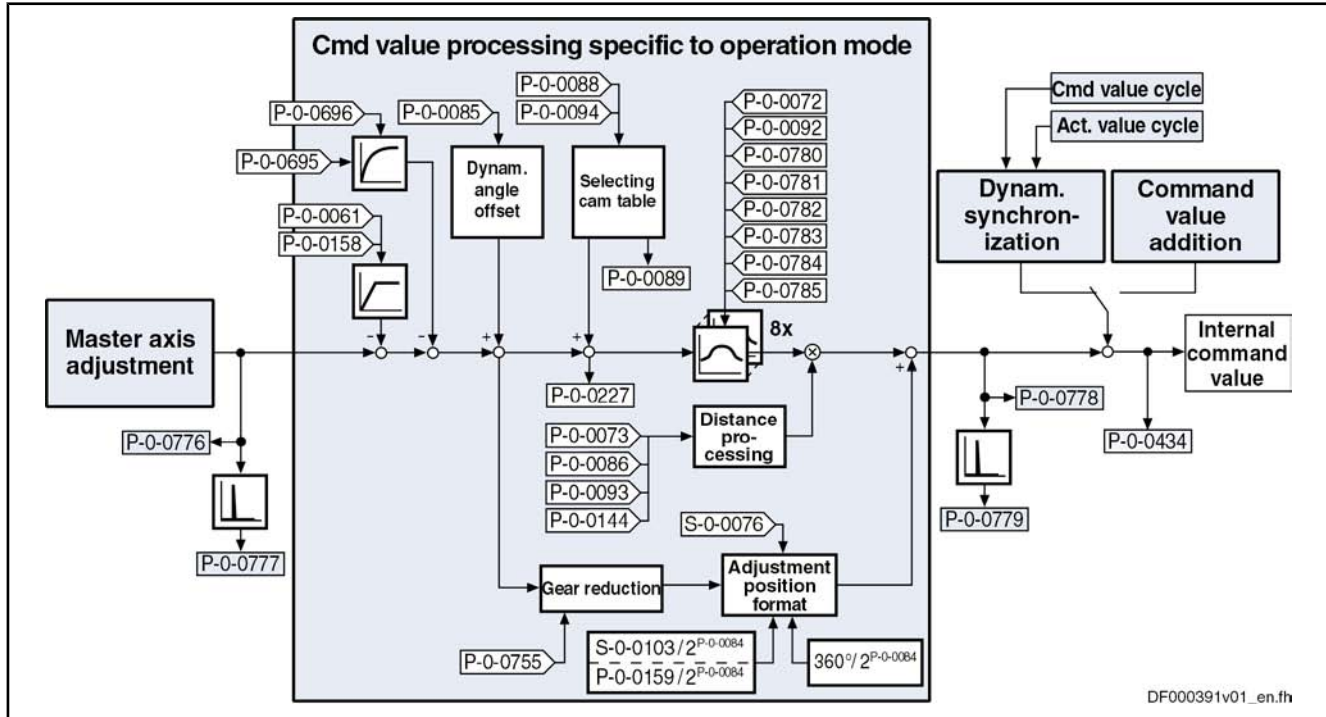 Cmd value processing specific to operation mode
P-0-0088
P-0-0094
P-0-0072
P-0-0092
P-0-0780
P-0-0781
P-0-0782
P-0-0783
P-0-0784
P-0-0785
P-0-0696
P-0-0085
P-0-0695
P-0-0061
P-0-0158
Dynam.
angle
offset
Selecting
cam table
P-0-0089
Cmd value cycle
Act. value cycle
Dynam.
synchron-
ization
Command
value
addition
Master axis
adjustment
-
-
+
+
8x
+
Internal
command
value
P-0-0227
P-0-0776
P-0-0777
P-0-0073
P-0-0086
P-0-0093
P-0-0144
Distance
pro-
cessing
P-0-0778
P-0-0434
P-0-0779
S-0-0076
Gear reduction
Adjustment
position
format
P-0-0755
S-0-0103/2^P-0-0084
P-0-0159/2^P-0-0084
360°/2^P-0-0084
DF000391v01_en.fh